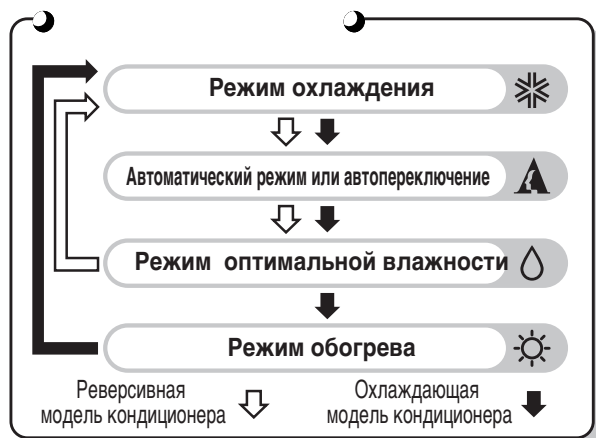 Режим охлаждения
Автоматический режим или автопереключение
Режим оптимальной влажности
Режим обогрева
Реверсивная
модель кондиционера
Охлаждающая
модель кондиционера